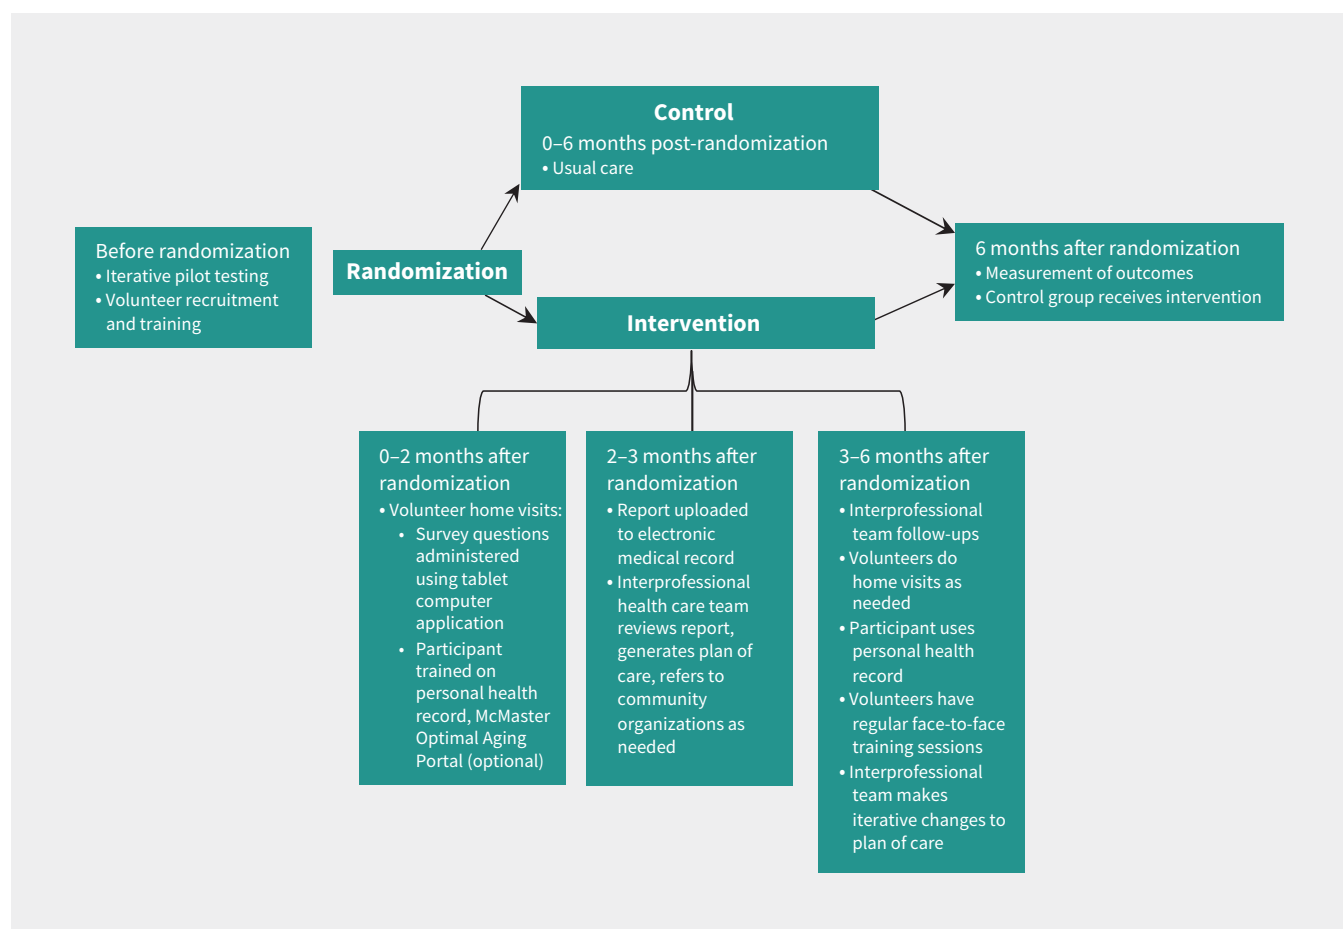 Control
0–6 months post-randomization
• Usual care
Before randomization
• Iterative pilot testing
• Volunteer recruitment
and training
Randomization
Intervention
6 months after randomization
• Measurement of outcomes
• Control group receives intervention
0–2 months after
randomization
• Volunteer home visits:
• Survey questions
administered
using tablet
computer
application
• Participant
trained on
personal health
record, McMaster
Optimal Aging
Portal (optional)
2–3 months after
randomization
• Report uploaded
to electronic
medical record
• Interprofessional
health care team
reviews report,
generates plan of
care, refers to
community
organizations as
needed
3–6 months after
randomization
• Interprofessional
team follow-ups
• Volunteers do
home visits as
needed
• Participant uses
personal health
record
• Volunteers have
regular face-to-face
training sessions
• Interprofessional
team makes
iterative changes to
plan of care